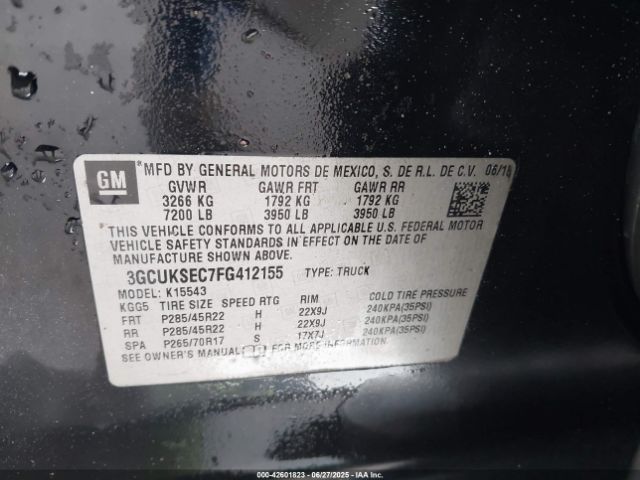 GM
*MFD BY GENERAL MOTORS DE MEXICO, S. DE R.L. DE C.V.
GVWR GAWR FRT GAWR RR
3266 KG 1792 KG 1792 KG
7200 LB 3950 LB 3950 LB
THIS VEHICLE CONFORMS TO ALL APPLICABLE U.S. FEDERAL MOTOR
VEHICLE SAFETY STANDARDS IN EFFECT ON THE DATE OF
MANUFACTURE SHOWN ABOVE.
3GCUKSEC7FG412155 TYPE: TRUCK
MODEL: K15543
KGG5 TIRE SIZE SPEED RTG RIM COLD TIRE PRESSURE
FRT P285/45R22 H 22X9J 240KPA(35PSI)
RR P285/45R22 H 22X9J 240KPA(35PSI)
SPA P265/70R17 S 17X7J 240KPA(35PSI)
SEE OWNER'S MANUAL FOR MORE INFORMATION.
000-42601823 - 06/27/2025 - IAA Inc.